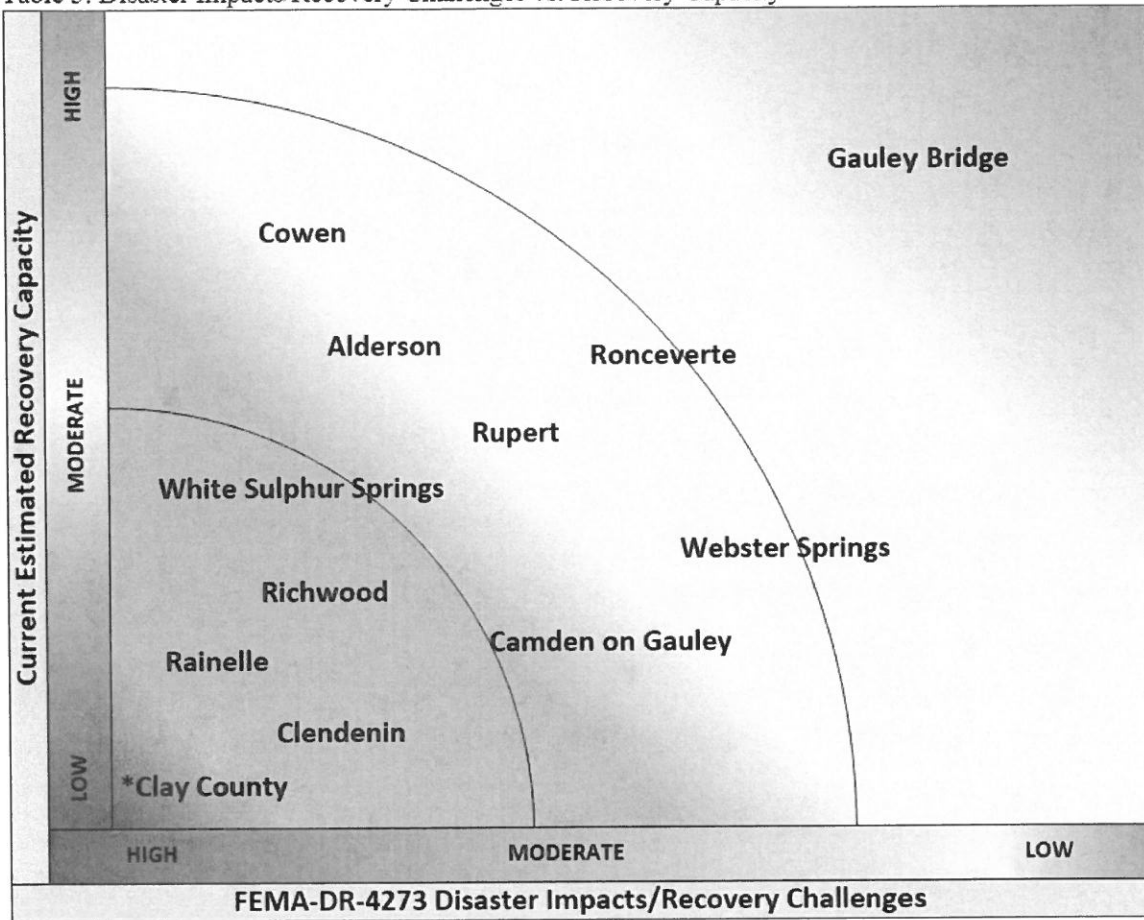 Table Disaster Impacts/Recovery Challenges vs. Recovery Capacity
HIGH
Gauley Bridge
Cowen
Current Estimated Recovery Capacity
Alderson
Ronceverte
MODERATE
Rupert
White Sulphur Springs
Webster Springs
Richwood
Camden on Gauley
Rainelle
Clendenin
LOW
*Clay County
HIGH
MODERATE
LOW
FEMA-DR-4273 Disaster Impacts/Recovery Challenges